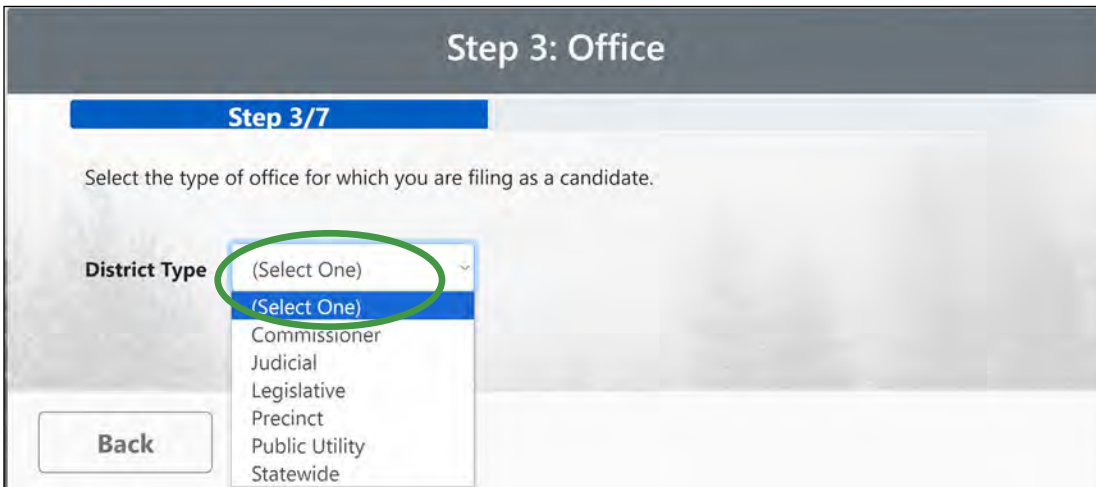 Step 3: Office
Step 3/7
Select the type of office for which you are filing as a candidate.
District Type (Select One)
(Select One)
Commissioner
Judicial
Legislative
Precinct
Public Utility
Statewide
Back